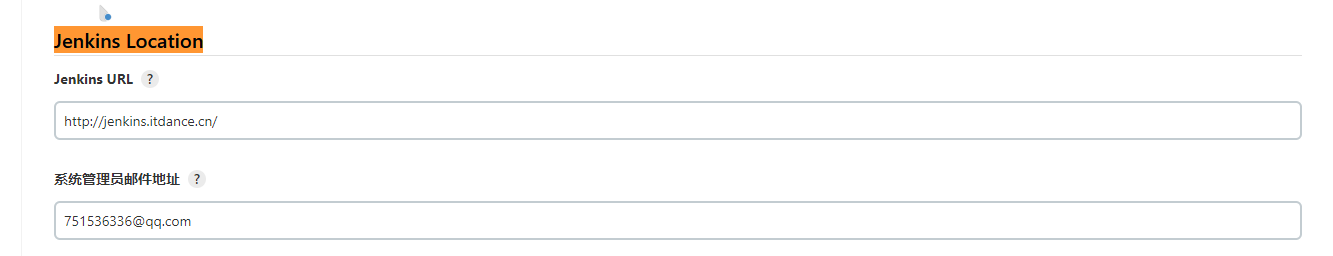 Jenkins Location
Jenkins URL ?
http://jenkins.itdance.cn/
系统管理员邮件地址 ?
751536336@qq.com